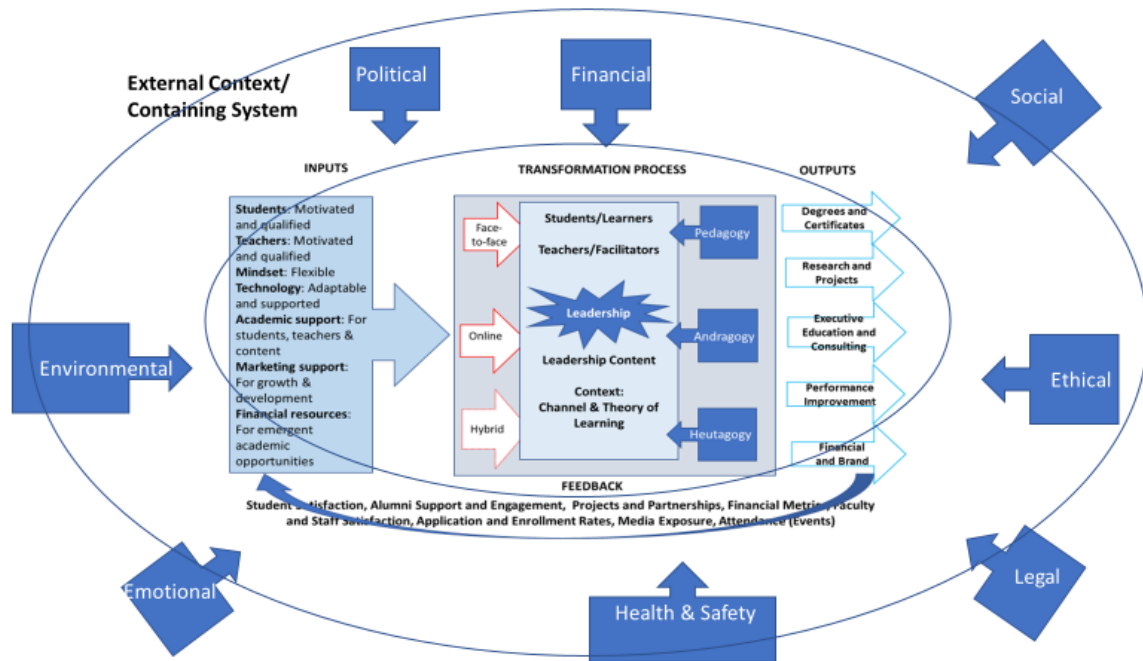 Political
Financial
Social
External Context/
Containing System
INPUTS
TRANSFORMATION PROCESS
OUTPUTS
Students: Motivated
and qualified
Teachers: Motivated
and qualified
Mindset: Flexible
Technology: Adaptable
and supported
Academic support: For
students, teachers &
content
Marketing support:
For growth &
development
Financial resources:
For emergent
academic
opportunities
Face-
to-face
Online
Hybrid
Students/Learners
Teachers/Facilitators
Leadership
Leadership Content
Context:
Channel & Theory of
Learning
Pedagogy
Andragogy
Heutagogy
Degrees and
Certificates
Research and
Projects
Executive
Education and
Consulting
Performance
Improvement
Financial
and Brand
Environmental
Ethical
FEEDBACK
Student Satisfaction, Alumni Support and Engagement, Projects and Partnerships, Financial Metrics, Faculty
and Staff Satisfaction, Application and Enrollment Rates, Media Exposure, Attendance (Events)
Emotional
Health & Safety
Legal